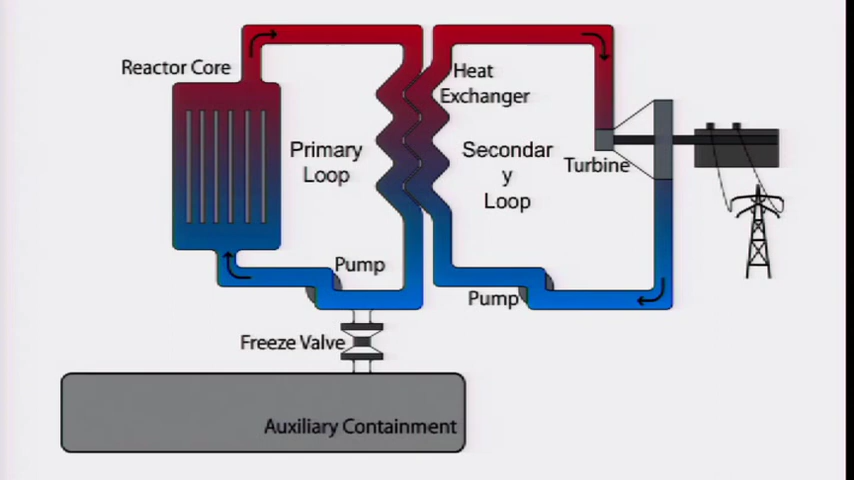 Reactor Core
Heat
Exchanger
Primary
Loop
Secondar
y
Loop
Turbine
Pump
Pump
Freeze Valve
Auxiliary Containment